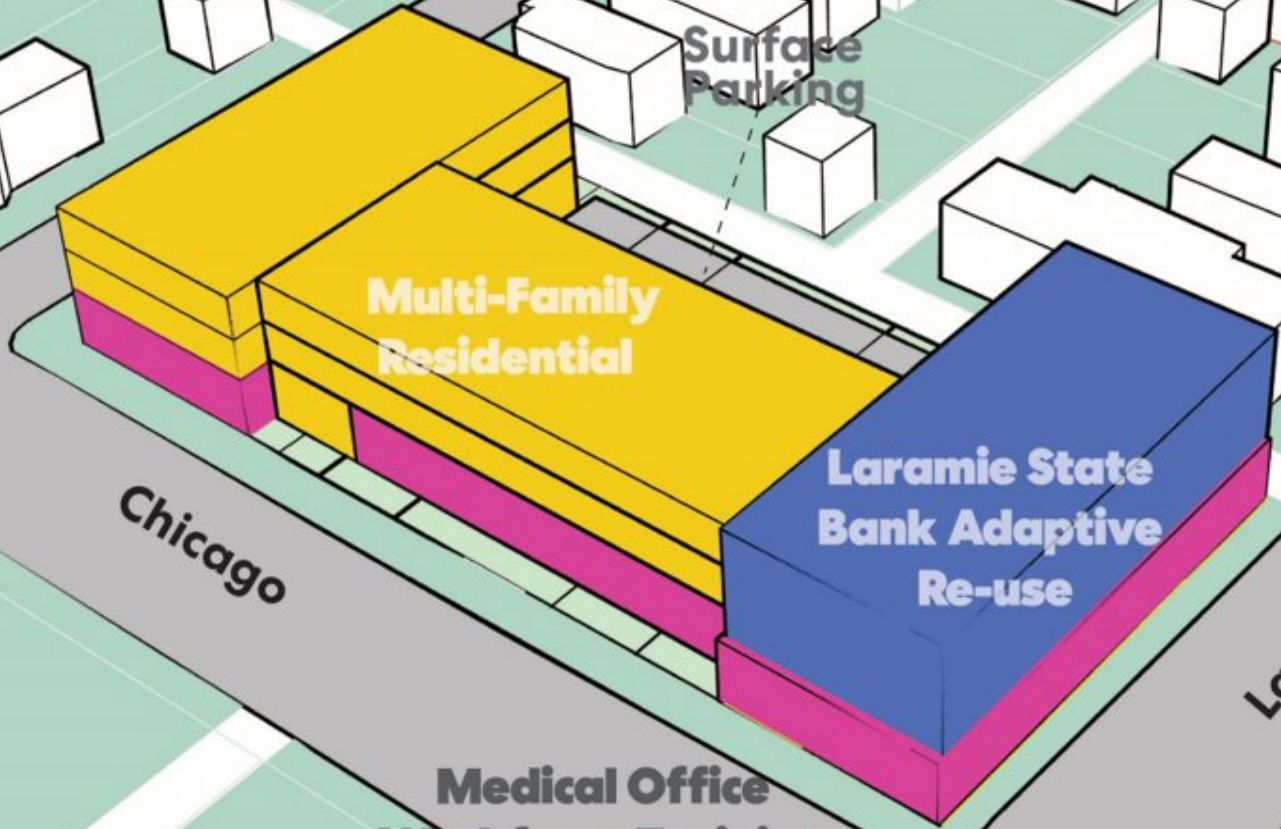 Surface
Parking
Multi-Family
Residential
Laramie State
Bank Adaptive
Re-use
Chicago
Medical Office